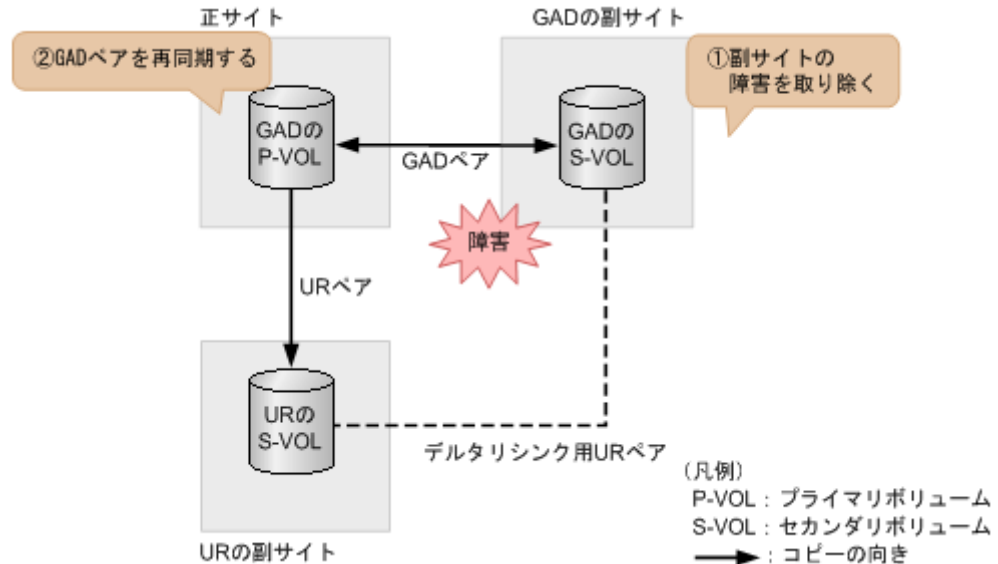 正サイト
GADの副サイト
②GADペアを再同期する
①副サイトの
障害を取り除く
GADの
P-VOL
GADペア
GADの
S-VOL
障害
URペア
URの
S-VOL
デルタリシンク用URペア
URの副サイト
(凡例)
P-VOL:プライマリボリューム
S-VOL:セカンダリボリューム
:コピーの向き